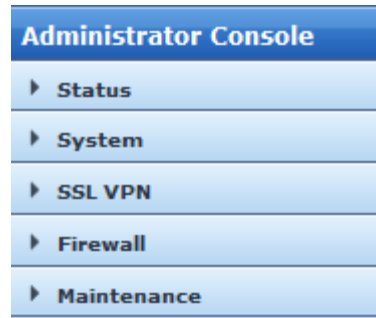 Administrator Console
Status
System
SSL VPN
Firewall
Maintenance